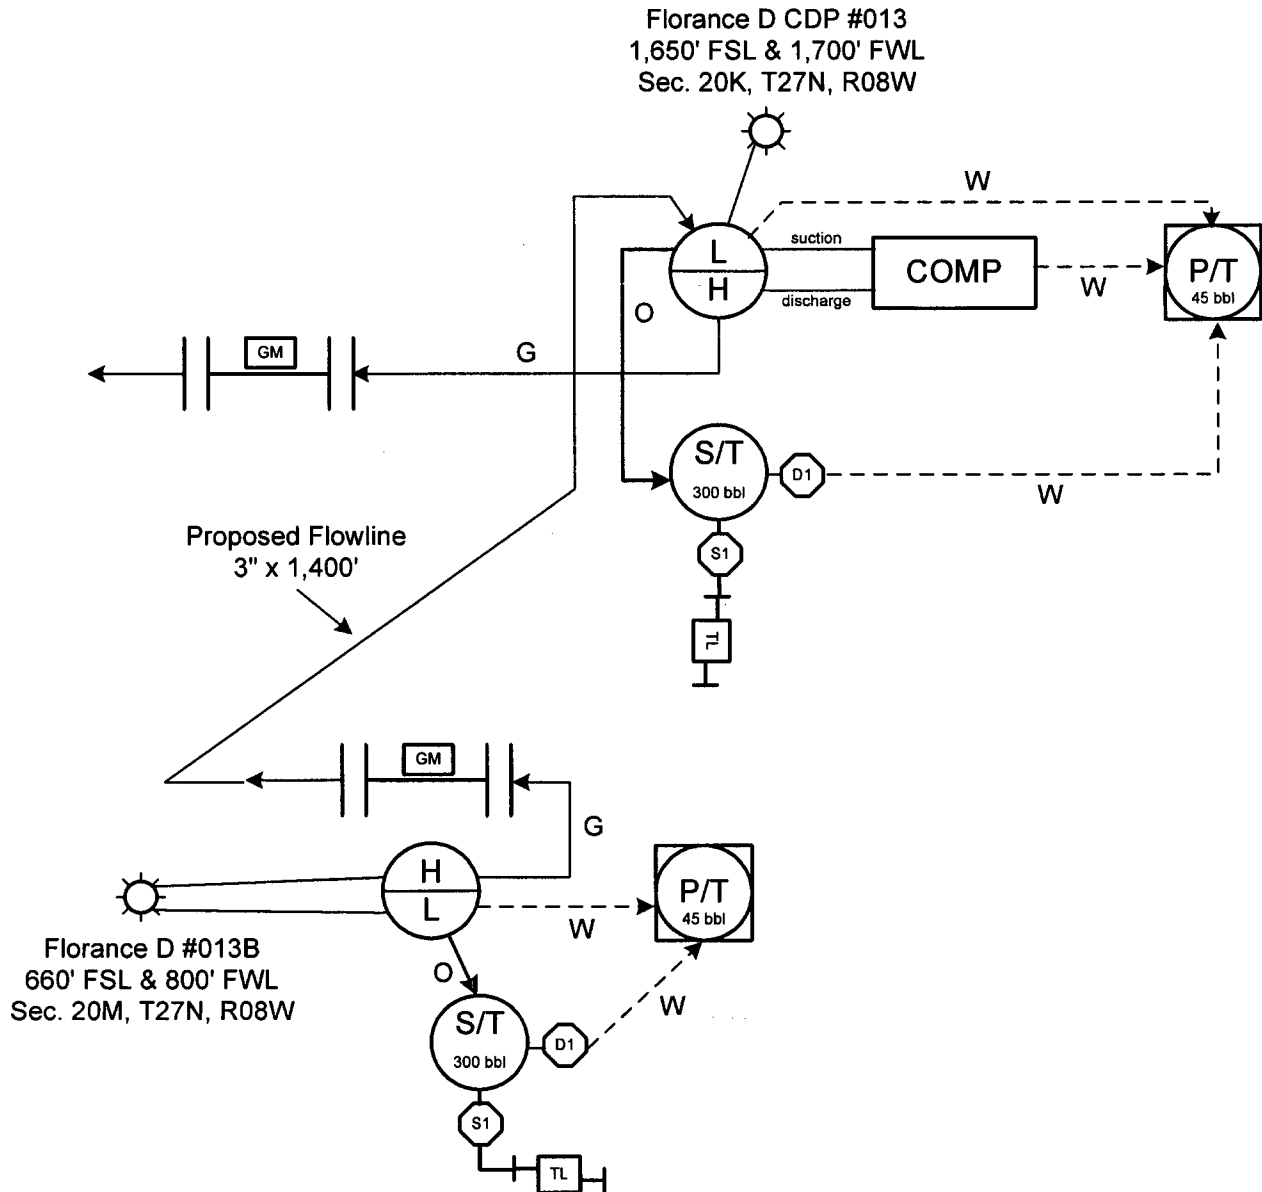 Florance D CDP #013
1,650' FSL & 1,700' FWL
Sec. 20K, T27N, R08W
W
L
H
suction
discharge
COMP
W
P/T
45 bbl
O
GM
G
S/T
300 bbl
D1
W
S1
TL
Proposed Flowline
3" x 1,400'
GM
G
H
L
W
P/T
45 bbl
Florance D #013B
660' FSL & 800' FWL
Sec. 20M, T27N, R08W
O
S/T
300 bbl
D1
W
S1
TL